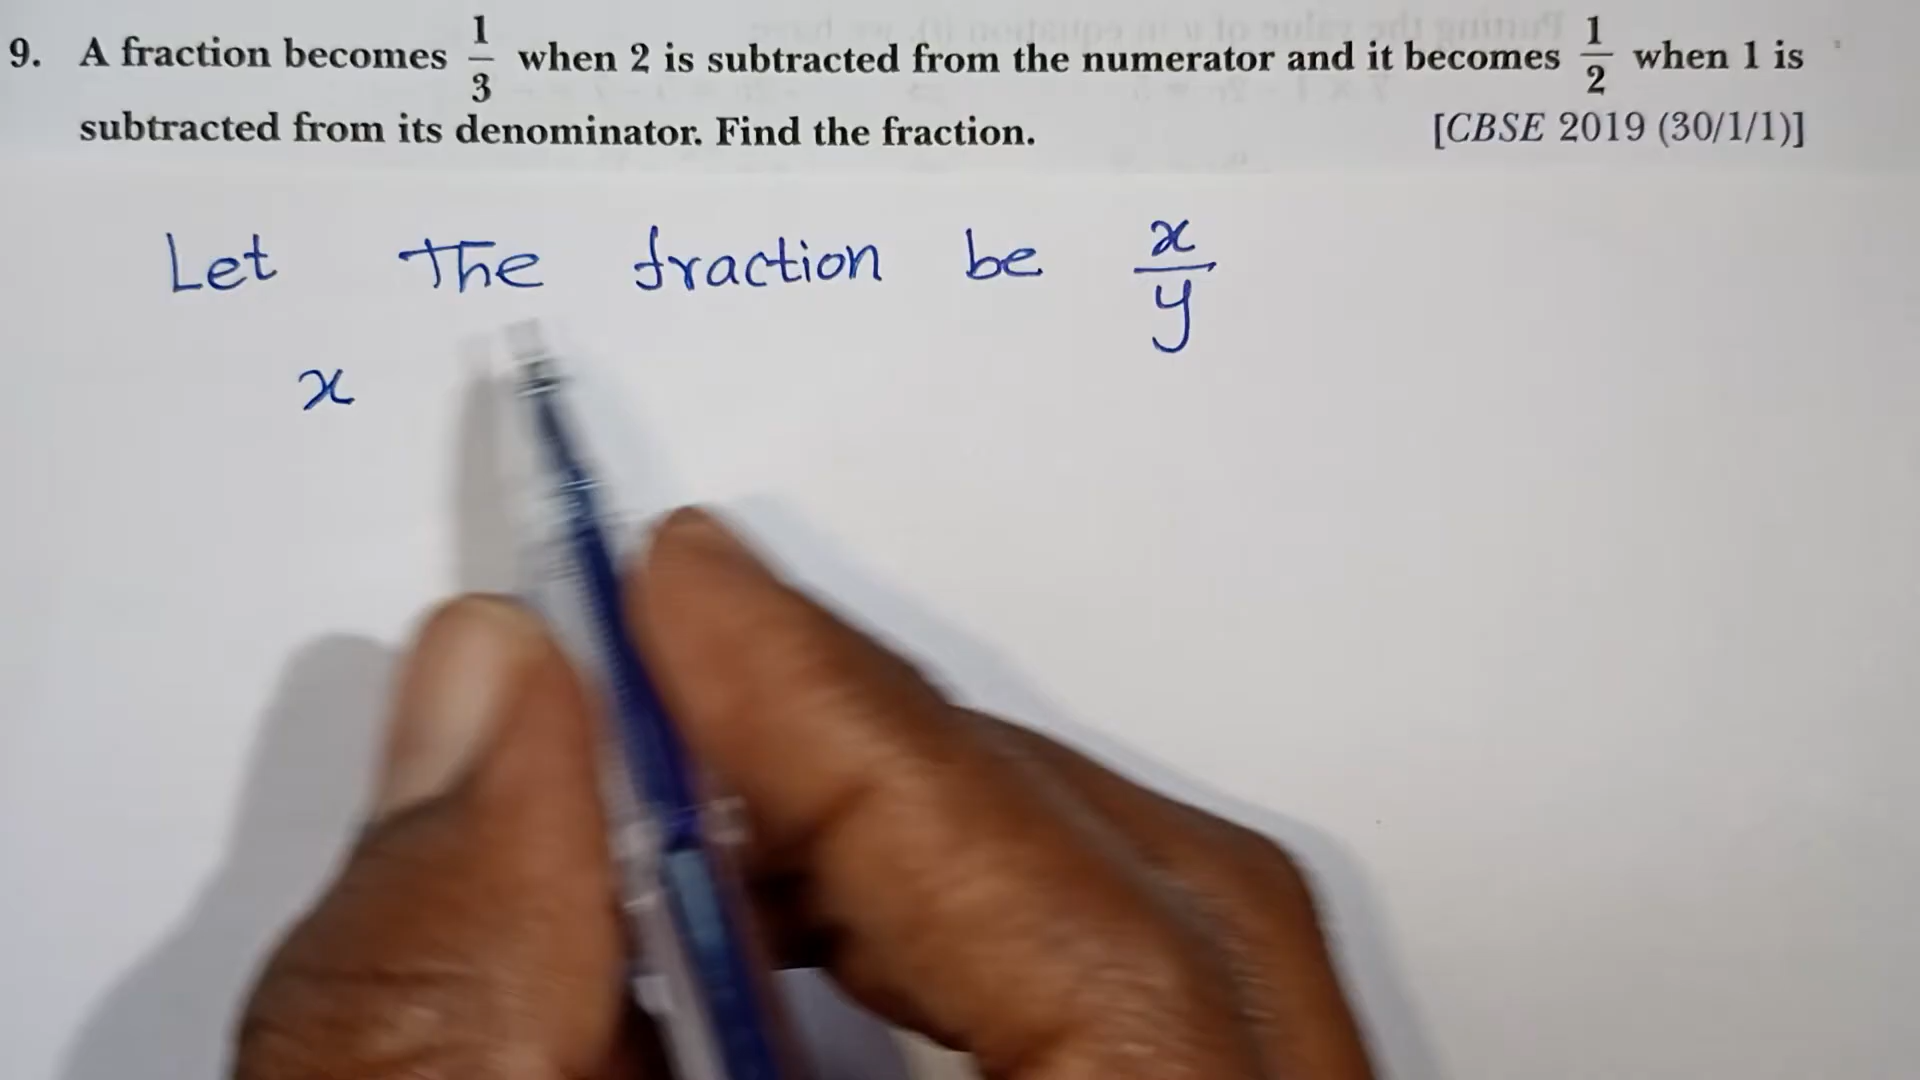 9. A fraction becomes 1/3 when 2 is subtracted from the numerator and it becomes 1/2 when 1 is
subtracted from its denominator. Find the fraction. [CBSE 2019 (30/1/1)]
Let The fraction be x/y
x